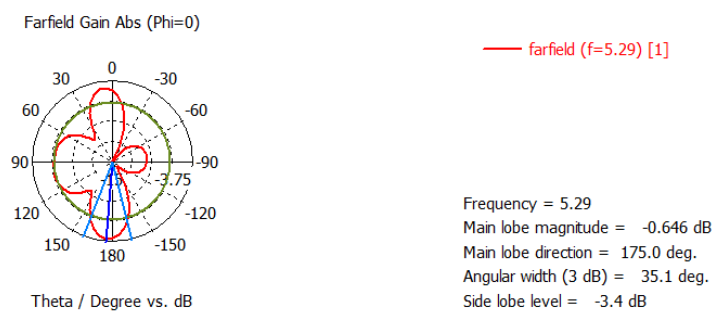 Farfield Gain Abs (Phi=0)
farfield (f=5.29) [1]
0
30
-30
60
-60
90
-90
-3.75
120
-120
150
-150
180
Frequency = 5.29
Main lobe magnitude = -0.646 dB
Main lobe direction = 175.0 deg.
Angular width (3 dB) = 35.1 deg.
Side lobe level = -3.4 dB
Theta / Degree vs. dB